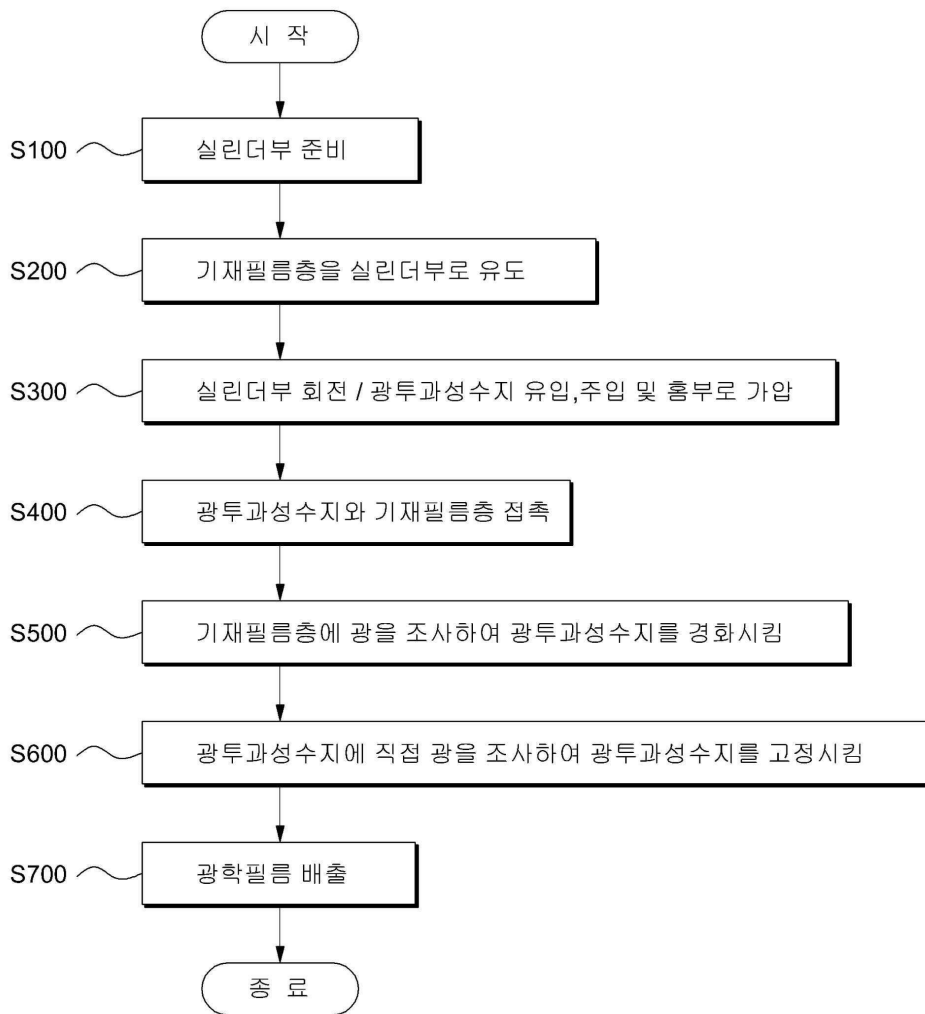 시 작
S100 실린더부 준비
S200 기재필름층을 실린더부로 유도
S300 실린더부 회전 / 광투과성수지 유입,주입 및 홈부로 가압
S400 광투과성수지와 기재필름층 접촉
S500 기재필름층에 광을 조사하여 광투과성수지를 경화시킴
S600 광투과성수지에 직접 광을 조사하여 광투과성수지를 고정시킴
S700 광학필름 배출
종 료